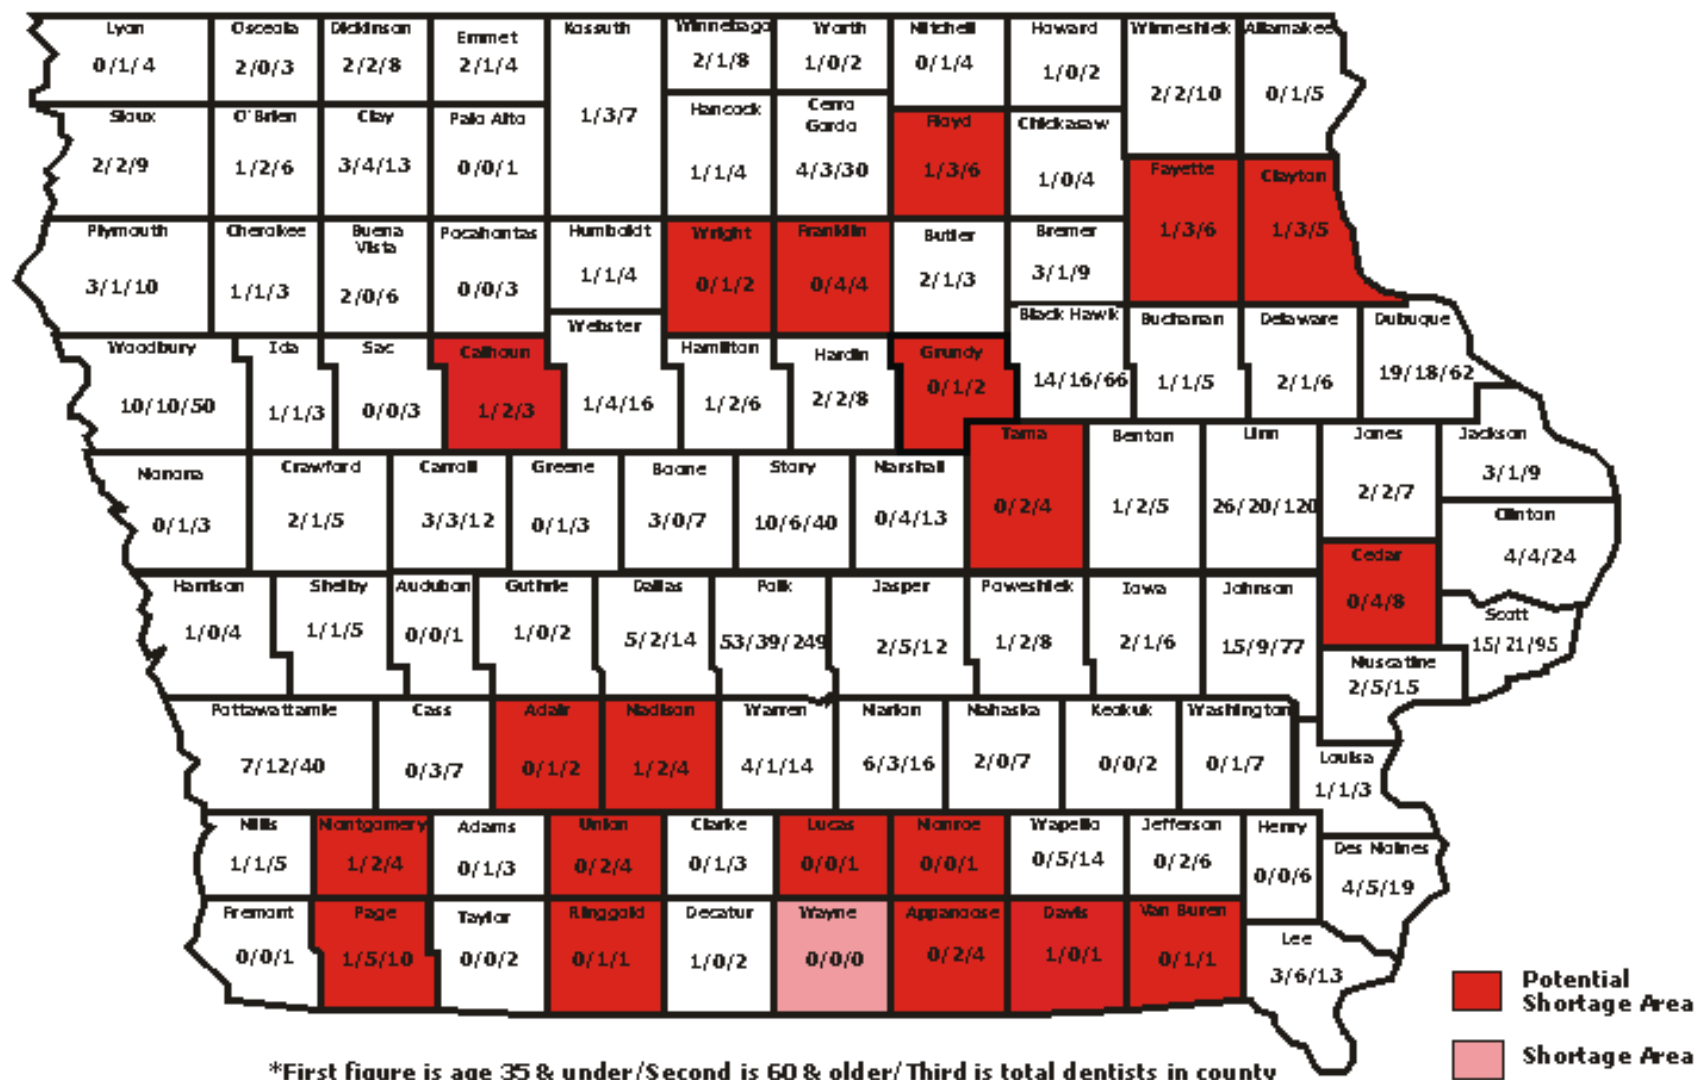 Lyon Osceola Dickinson Emmet Kossuth Winnebago Worth Mitchell Howard Winneshiek Allamakee
0/1/4 2/0/3 2/2/8 2/1/4 1/3/7 2/1/8 1/0/2 0/1/4 1/0/2 2/2/10 0/1/5
Sioux O'Brien Clay Palo Alto Hancock Cerro Gordo Floyd Chickasaw Fayette Clayton
2/2/9 1/2/6 3/4/13 0/0/1 1/1/4 4/3/30 1/3/6 1/0/4 1/3/6 1/3/5
Plymouth Cherokee Buena Vista Pocahontas Humboldt Wright Franklin Butler Bremer
3/1/10 1/1/3 2/0/6 0/0/3 1/1/4 0/1/2 0/4/4 2/1/3 3/1/9
Woodbury Ida Sac Calhoun Webster Hamilton Hardin Grundy Black Hawk Buchanan Delaware Dubuque
10/10/50 1/1/3 0/0/3 1/2/3 1/4/16 1/2/6 2/2/8 0/1/2 14/16/66 1/1/5 2/1/6 19/18/62
Monona Crawford Carroll Greene Boone Story Marshall Tama Benton Linn Jones Jackson
0/1/3 2/1/5 3/3/12 0/1/3 3/0/7 10/6/40 0/4/13 0/2/4 1/2/5 26/20/120 2/2/7 3/1/9
Clinton
4/4/24
Harrison Shelby Audubon Guthrie Dallas Polk Jasper Poweshiek Iowa Johnson Cedar Scott
1/0/4 1/1/5 0/0/1 1/0/2 5/2/14 53/39/249 2/5/12 1/2/8 2/1/6 15/9/77 0/4/8 15/21/95
Muscatine
2/5/15
Pottawattamie Cass Adair Madison Warren Marion Mahaska Keokuk Washington Louisa
7/12/40 0/3/7 0/1/2 1/2/4 4/1/14 6/3/16 2/0/7 0/0/2 0/1/7 1/1/3
Mills Montgomery Adams Union Clarke Lucas Monroe Wapello Jefferson Henry Des Moines
1/1/5 1/2/4 0/1/3 0/2/4 0/1/3 0/0/1 0/0/1 0/5/14 0/2/6 0/0/6 4/5/19
Fremont Page Taylor Ringgold Decatur Wayne Appanoose Davis Van Buren Lee
0/0/1 1/5/10 0/0/2 0/1/1 1/0/2 0/0/0 0/2/4 1/0/1 0/1/1 3/6/13
Potential
Shortage Area
Shortage Area
*First figure is age 35 & under/Second is 60 & older/Third is total dentists in county